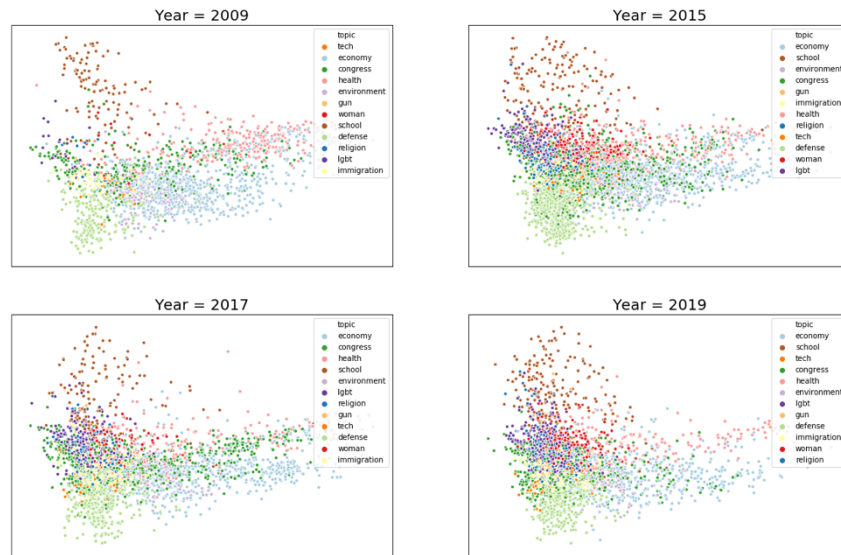 Year = 2009
topic
tech
economy
congress
health
environment
gun
woman
school
defense
religion
lgbt
immigration
Year = 2015
topic
economy
school
environment
congress
gun
immigration
health
religion
tech
defense
woman
lgbt
Year = 2017
topic
economy
congress
health
school
environment
lgbt
religion
gun
tech
defense
woman
immigration
Year = 2019
topic
economy
school
tech
congress
health
environment
lgbt
gun
defense
immigration
woman
religion